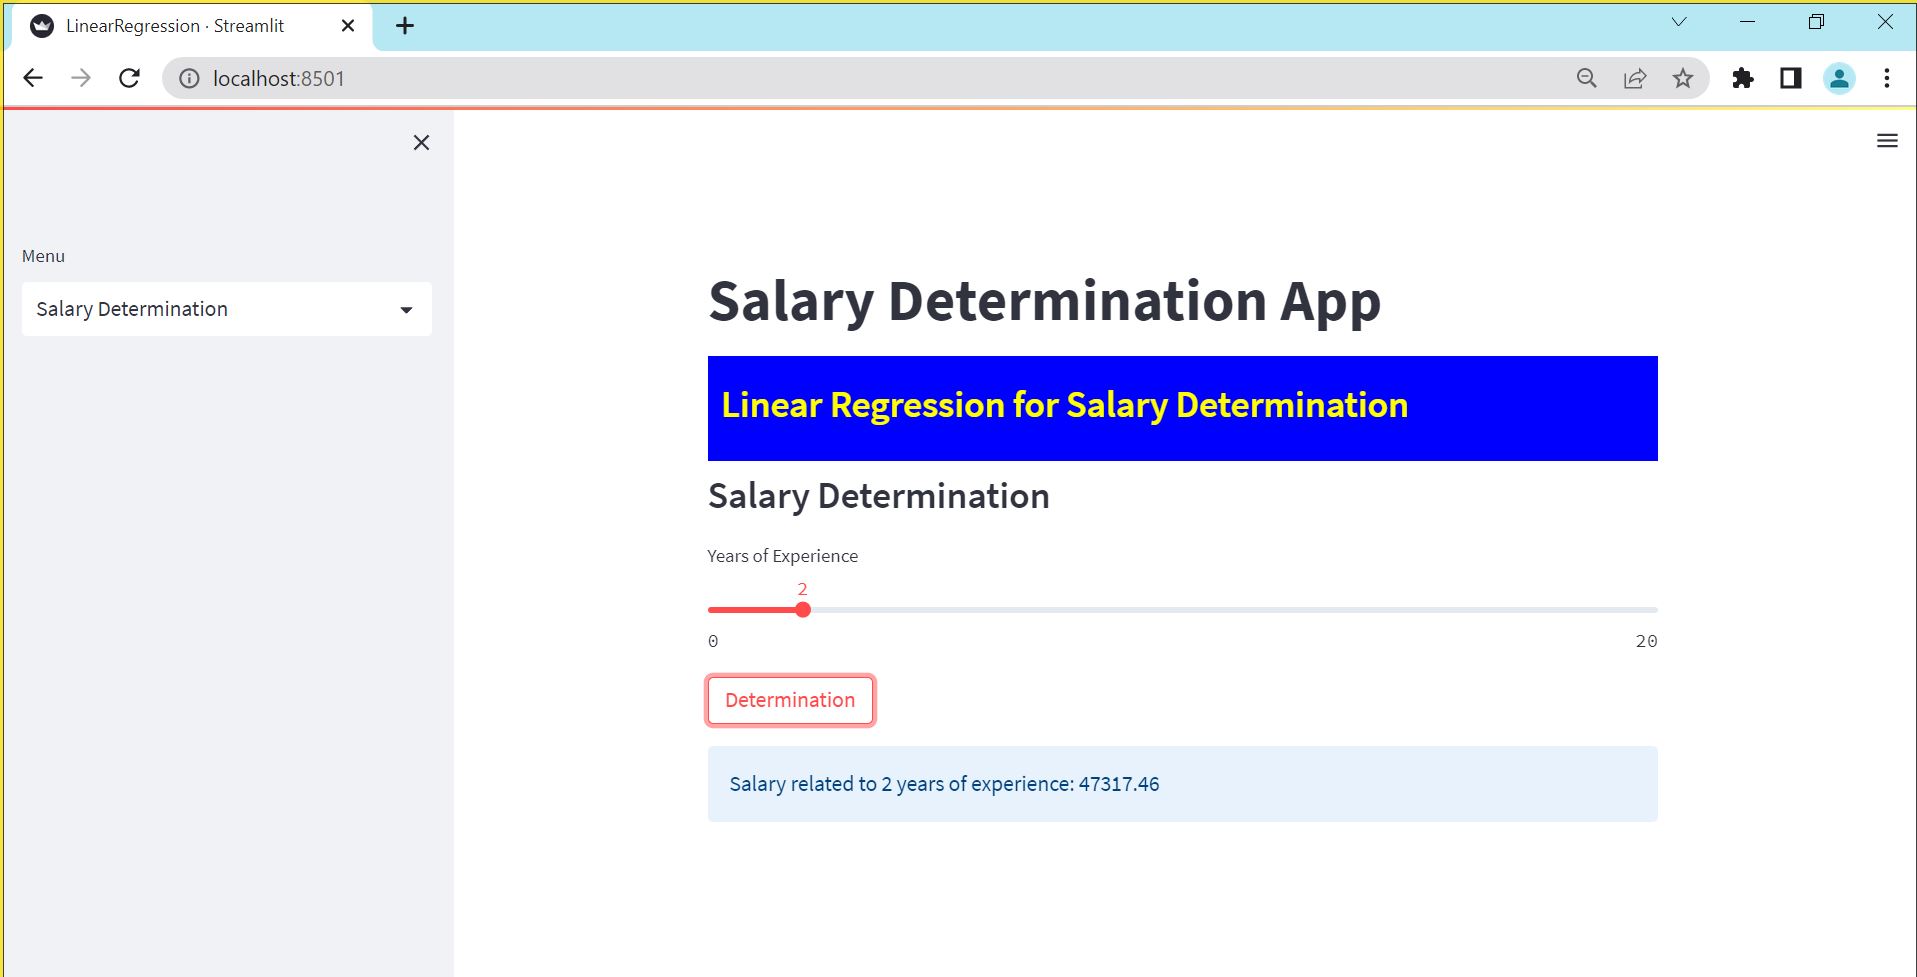 LinearRegression · Streamlit
localhost:8501
Menu
Salary Determination
Salary Determination App
Linear Regression for Salary Determination
Salary Determination
Years of Experience
2
0 20
Determination
Salary related to 2 years of experience: 47317.46